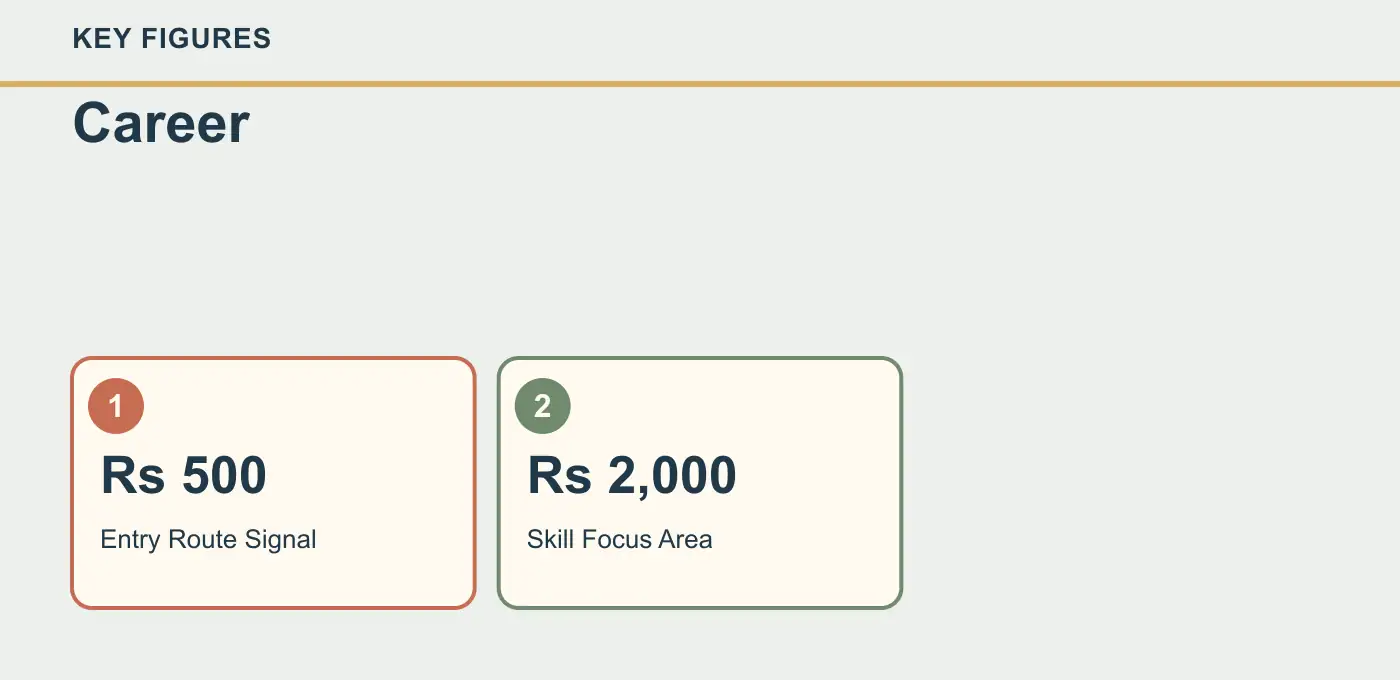 KEY FIGURES
Career
1
Rs 500
Entry Route Signal
2
Rs 2,000
Skill Focus Area